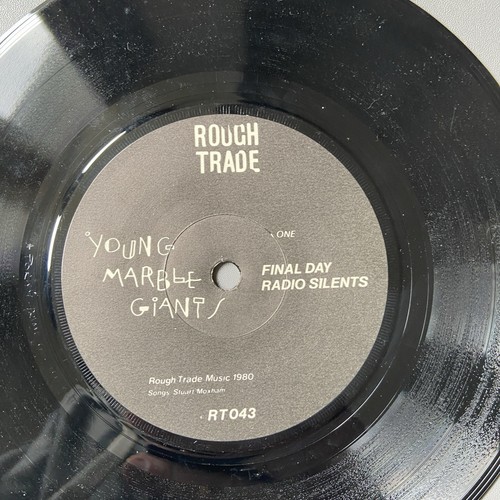 ROUGH
TRADE
YOUNG
MARBLE
GIANTS
ONE
FINAL DAY
RADIO SILENTS
Rough Trade Music 1980
Songs. Stuart Moxham
RT043